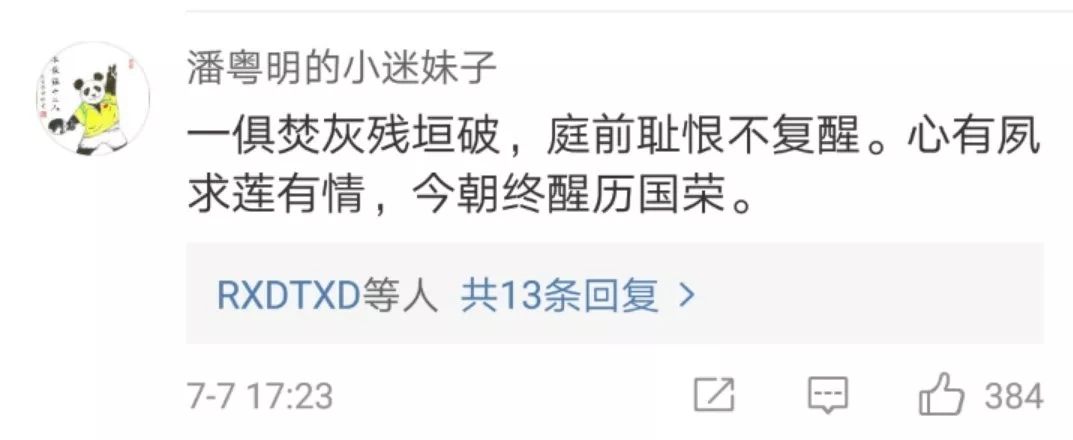 潘粤明的小迷妹子
一俱焚灰残垣破，庭前耻恨不复醒。心有夙
求莲有情，今朝终醒历国荣。
RXDTXD等人 共13条回复 >
7-7 17:23
384